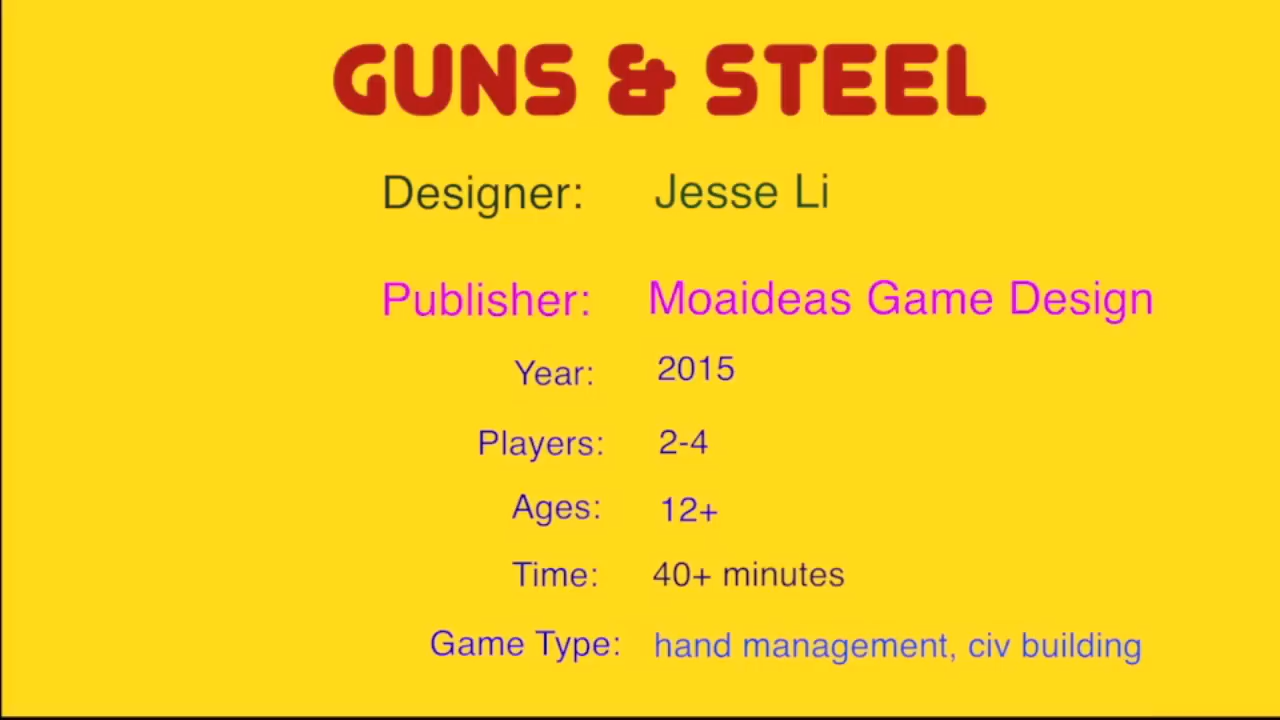 GUNS & STEEL
Designer: Jesse Li
Publisher: Moaideas Game Design
Year: 2015
Players: 2-4
Ages: 12+
Time: 40+ minutes
Game Type: hand management, civ building